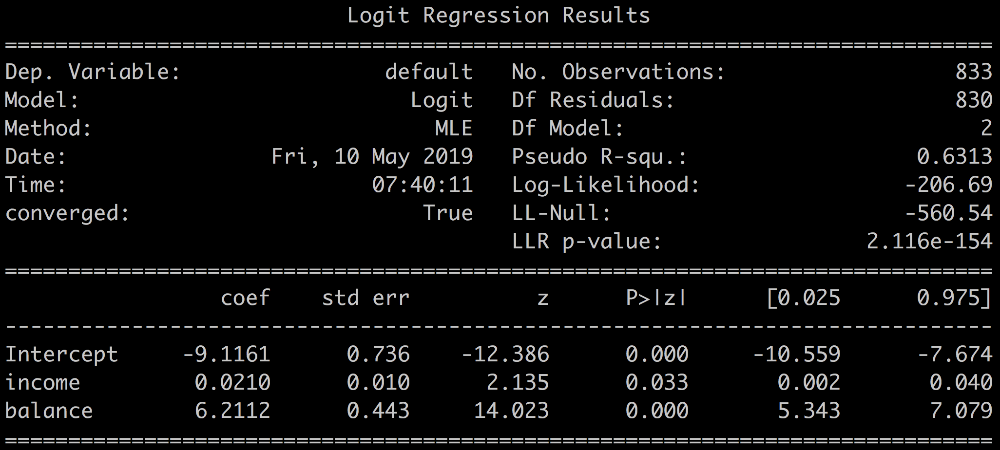 Logit Regression Results
==============================================================================
Dep. Variable: default No. Observations: 833
Model: Logit Df Residuals: 830
Method: MLE Df Model: 2
Date: Fri, 10 May 2019 Pseudo R-squ.: 0.6313
Time: 07:40:11 Log-Likelihood: -206.69
converged: True LL-Null: -560.54
LLR p-value: 2.116e-154
==============================================================================
coef std err z P>|z| [0.025 0.975]
------------------------------------------------------------------------------
Intercept -9.1161 0.736 -12.386 0.000 -10.559 -7.674
income 0.0210 0.010 2.135 0.033 0.002 0.040
balance 6.2112 0.443 14.023 0.000 5.343 7.079
==============================================================================